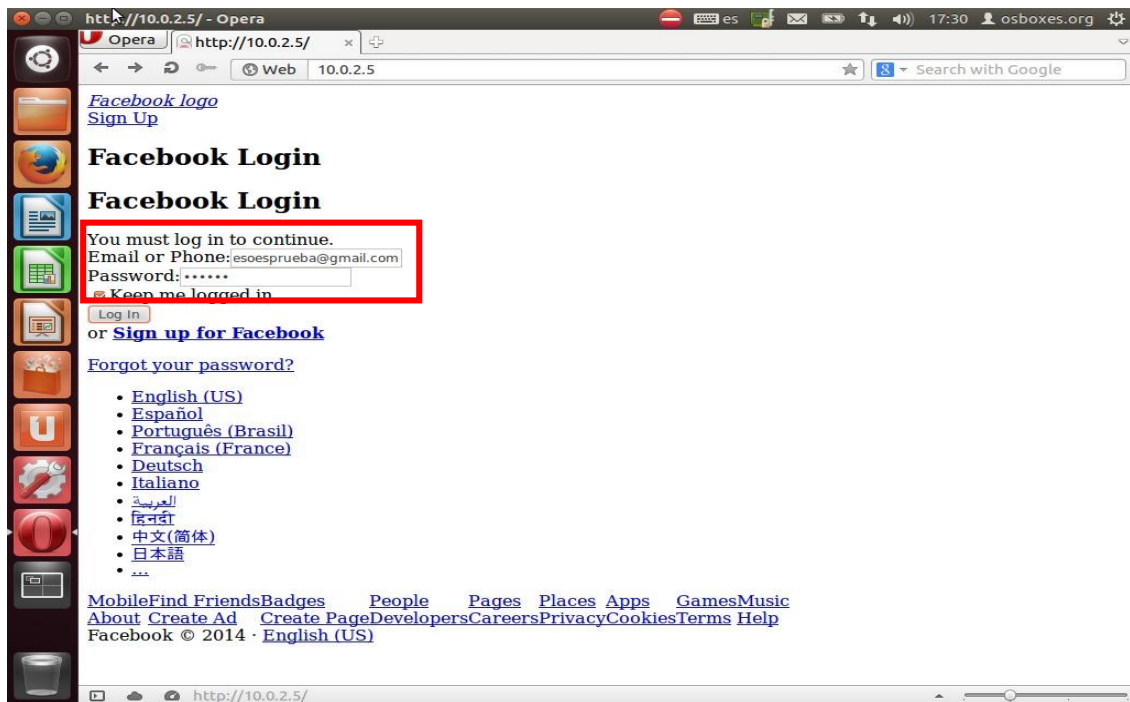 http://10.0.2.5/ - Opera
es
17:30
osboxes.org
Opera
http://10.0.2.5/
Web
10.0.2.5
8
Search with Google
Facebook logo
Sign Up
Facebook Login
Facebook Login
You must log in to continue.
Email or Phone: esoesprueba@gmail.com
Password: ••••••
Keep me logged in
Log In
or Sign up for Facebook
Forgot your password?
• English (US)
• Español
• Português (Brasil)
• Français (France)
• Deutsch
• Italiano
• العربية
• हिन्दी
• 中文(简体)
• 日本語
• ...
MobileFind FriendsBadges People Pages Places Apps GamesMusic
About Create Ad Create PageDevelopersCareersPrivacyCookiesTerms Help
Facebook © 2014 · English (US)
http://10.0.2.5/